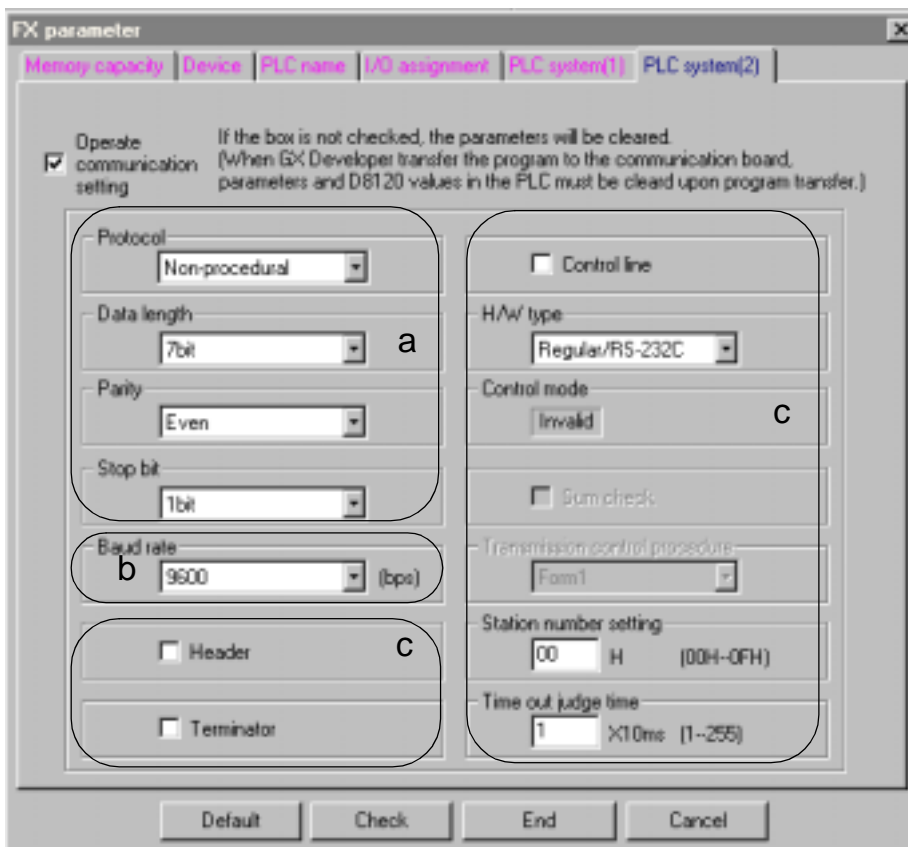 FX parameter
Memory capacity Device PLC name I/O assignment PLC system(1) PLC system(2)
Operate communication setting
If the box is not checked, the parameters will be cleared.
(When GX Developer transfer the program to the communication board,
parameters and D8120 values in the PLC must be cleard upon program transfer.)
Protocol
Non-procedural
Data length
7bit
a
Parity
Even
Stop bit
1bit
Baud rate
b
9600 (bps)
Header
c
Terminator
Control line
H/W type
Regular/RS-232C
Control mode
Invalid
c
Sum check
Transmission control procedure
Form1
Station number setting
00 H (00H--0FH)
Time out judge time
1 X10ms (1--255)
Default Check End Cancel